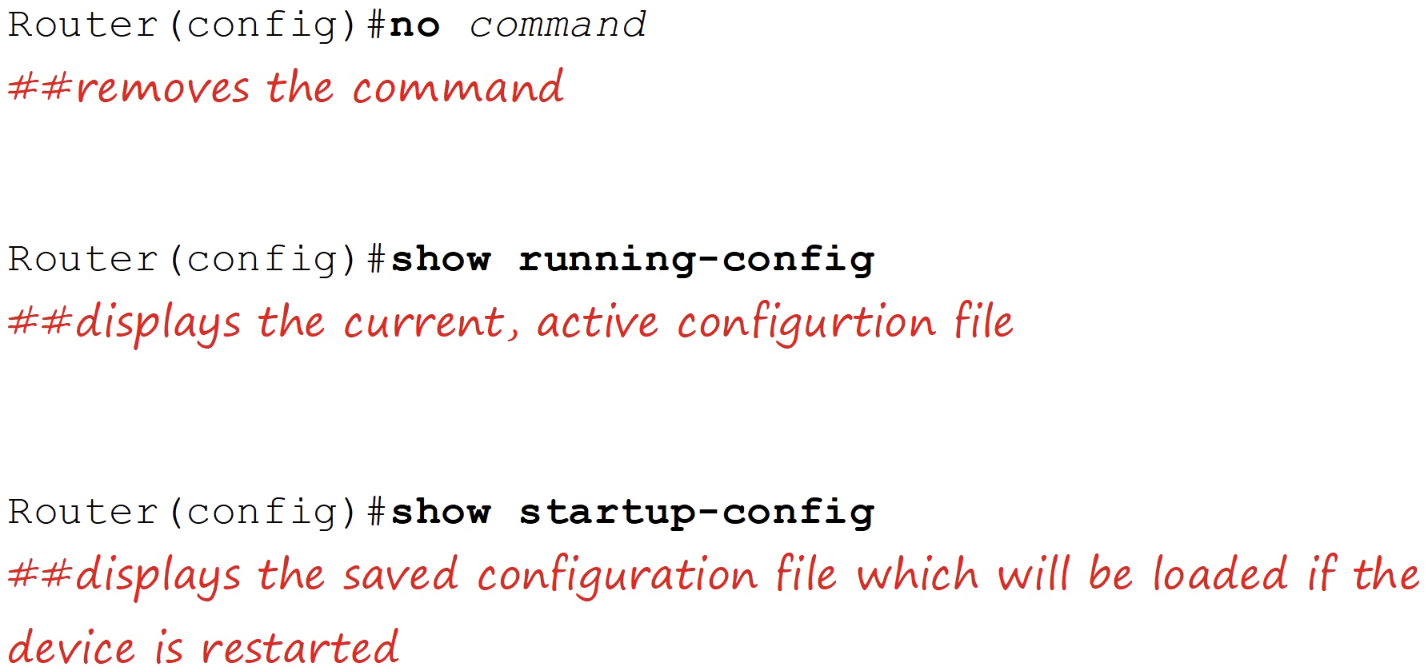 Router(config)#no command
##removes the command
Router(config)#show running-config
##displays the current, active configurtion file
Router(config)#show startup-config
##displays the saved configuration file which will be loaded if the
device is restarted